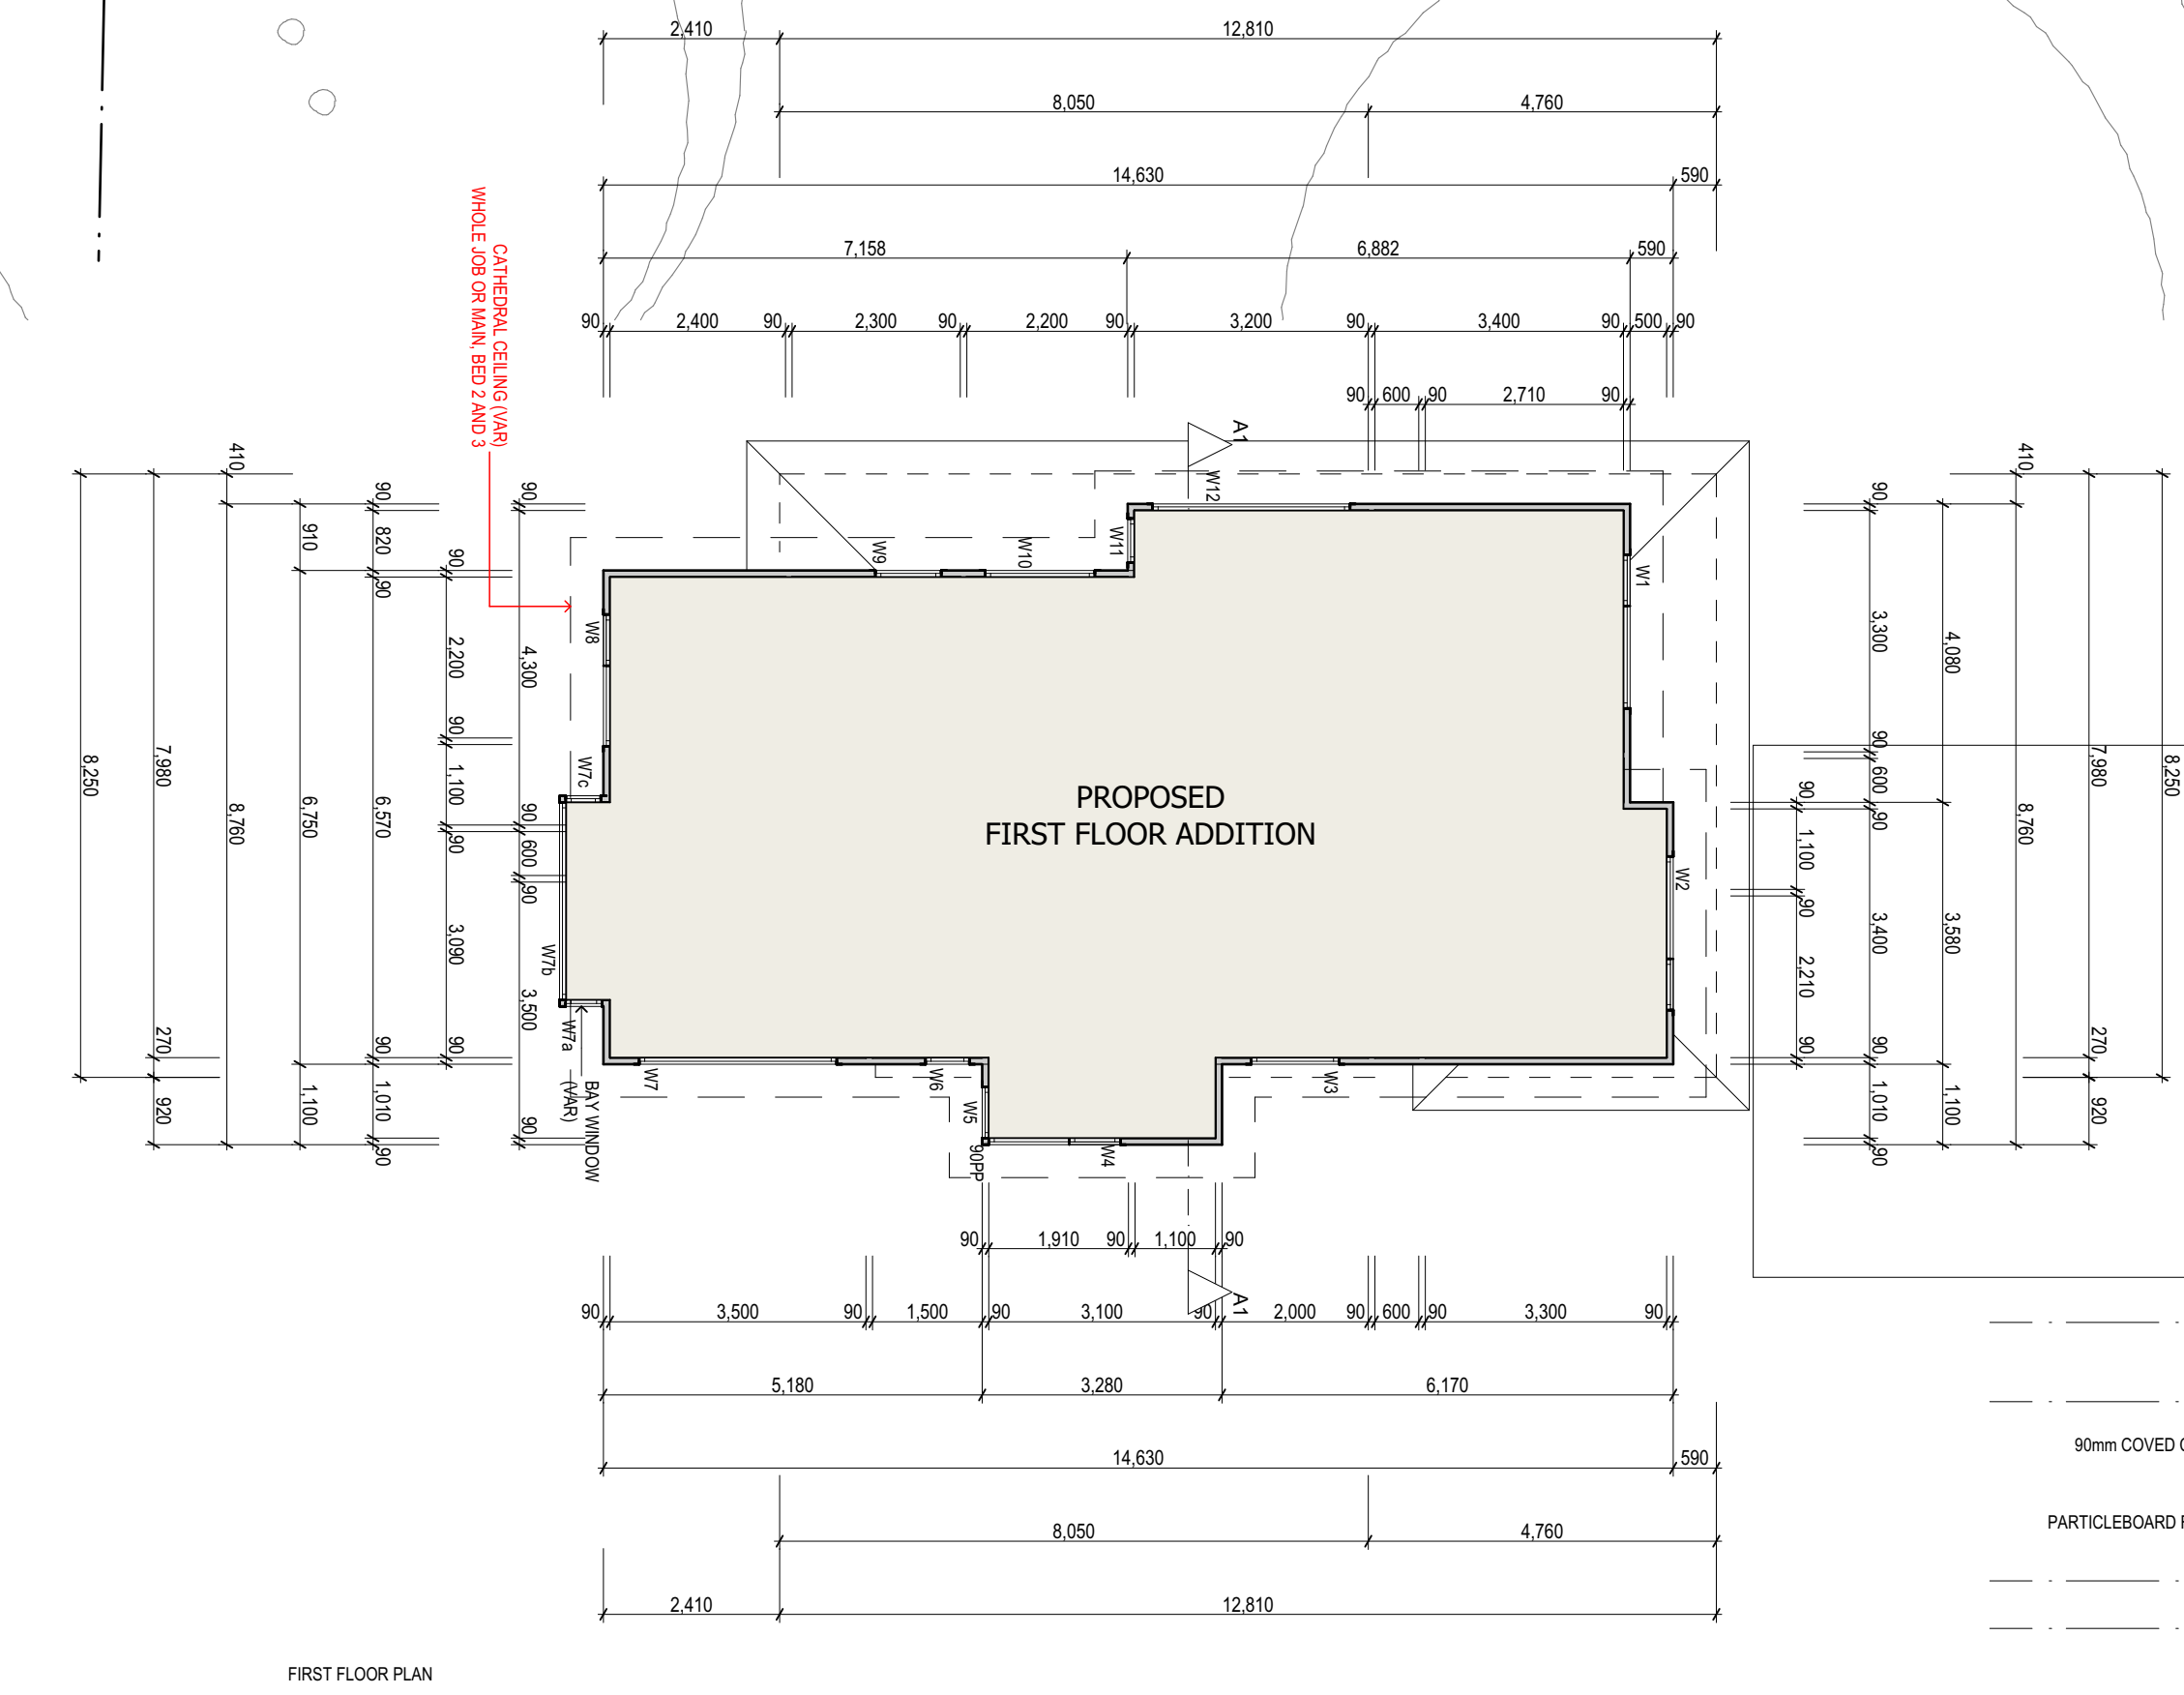 2,410 12,810
8,050 4,760
14,630 590
7,158 6,882 590
90 2,400 90 2,300 90 2,200 90 3,200 90 3,400 90 500 90
90 600 90 2,710 90
CATHEDRAL CEILING (VAR)
WHOLE JOB OR MAIN, BED 2 AND 3
8,250
7,980 270 920
410 8,760
910 6,750 1,100
90 820 90 6,570 90 1,010 90
90 2,200 90 1,100 90 3,090 90
90 4,300 90 600 90 3,500 90
A1
W12
W11
W10
W9
W8
W7c
W7b
W7a
W7
W6
W5
W4
W3
W2
W1
90PP
BAY WINDOW
(VAR)
PROPOSED
FIRST FLOOR ADDITION
90 1,100 90 2,210 90
90 3,300 90 600 90 3,400 90 1,010 90
4,080 3,580 1,100
410 8,760
7,980 270 920
8,250
90 1,910 90 1,100 90
A1
90 3,500 90 1,500 90 3,100 90 2,000 90 600 90 3,300 90
5,180 3,280 6,170
14,630 590
8,050 4,760
2,410 12,810
90mm COVED
PARTICLEBOARD
FIRST FLOOR PLAN